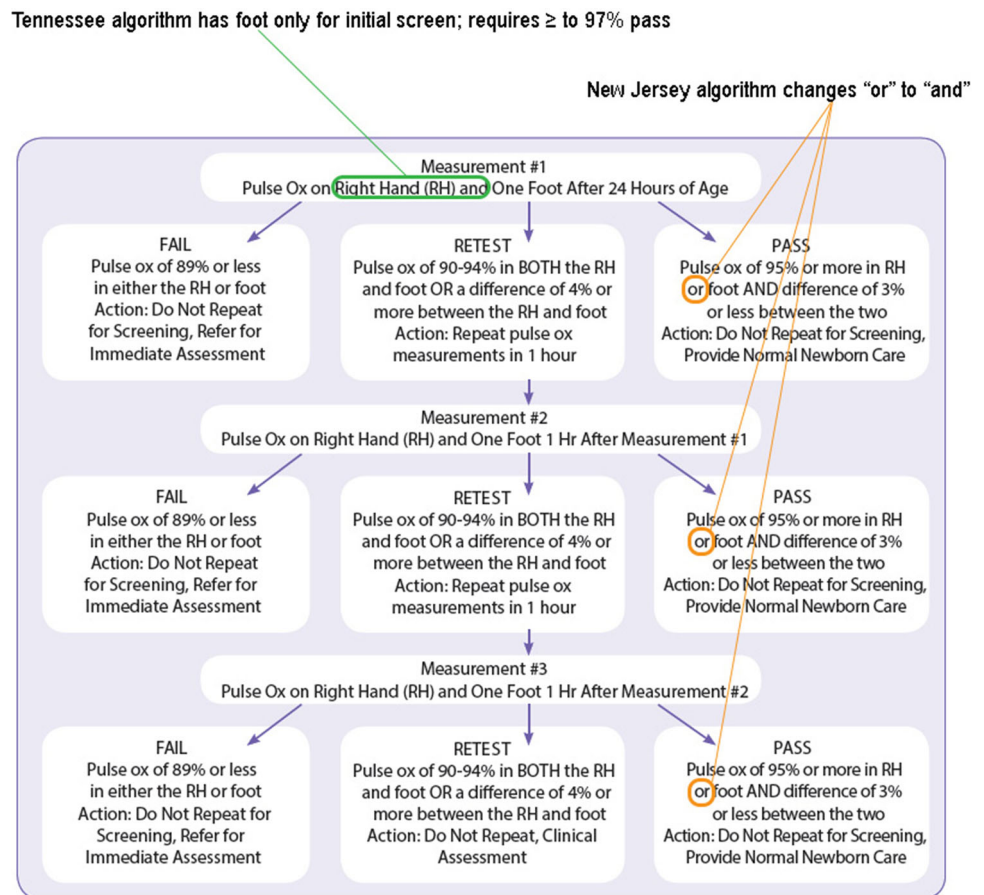 Tennessee algorithm has foot only for initial screen; requires ≥ to 97% pass
New Jersey algorithm changes “or” to “and”
Measurement #1
Pulse Ox on Right Hand (RH) and One Foot After 24 Hours of Age
FAIL
Pulse ox of 89% or less
in either the RH or foot
Action: Do Not Repeat
for Screening, Refer for
Immediate Assessment
RETEST
Pulse ox of 90-94% in BOTH the RH
and foot OR a difference of 4% or
more between the RH and foot
Action: Repeat pulse ox
measurements in 1 hour
PASS
Pulse ox of 95% or more in RH
or foot AND difference of 3%
or less between the two
Action: Do Not Repeat for Screening,
Provide Normal Newborn Care
Measurement #2
Pulse Ox on Right Hand (RH) and One Foot 1 Hr After Measurement #1
FAIL
Pulse ox of 89% or less
in either the RH or foot
Action: Do Not Repeat
for Screening, Refer for
Immediate Assessment
RETEST
Pulse ox of 90-94% in BOTH the RH
and foot OR a difference of 4% or
more between the RH and foot
Action: Repeat pulse ox
measurements in 1 hour
PASS
Pulse ox of 95% or more in RH
or foot AND difference of 3%
or less between the two
Action: Do Not Repeat for Screening,
Provide Normal Newborn Care
Measurement #3
Pulse Ox on Right Hand (RH) and One Foot 1 Hr After Measurement #2
FAIL
Pulse ox of 89% or less
in either the RH or foot
Action: Do Not Repeat for
Screening, Refer for
Immediate Assessment
RETEST
Pulse ox of 90-94% in BOTH the RH
and foot OR a difference of 4% or
more between the RH and foot
Action: Do Not Repeat, Clinical
Assessment
PASS
Pulse ox of 95% or more in RH
or foot AND difference of 3%
or less between the two
Action: Do Not Repeat for Screening,
Provide Normal Newborn Care